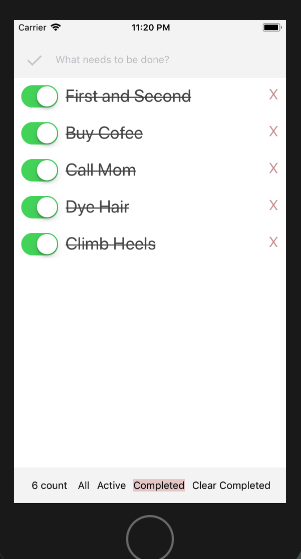 Carrier 11:20 PM
What needs to be done?
First and Second X
Buy Cofee X
Call Mom X
Dye Hair X
Climb Heels X
6 count All Active Completed Clear Completed